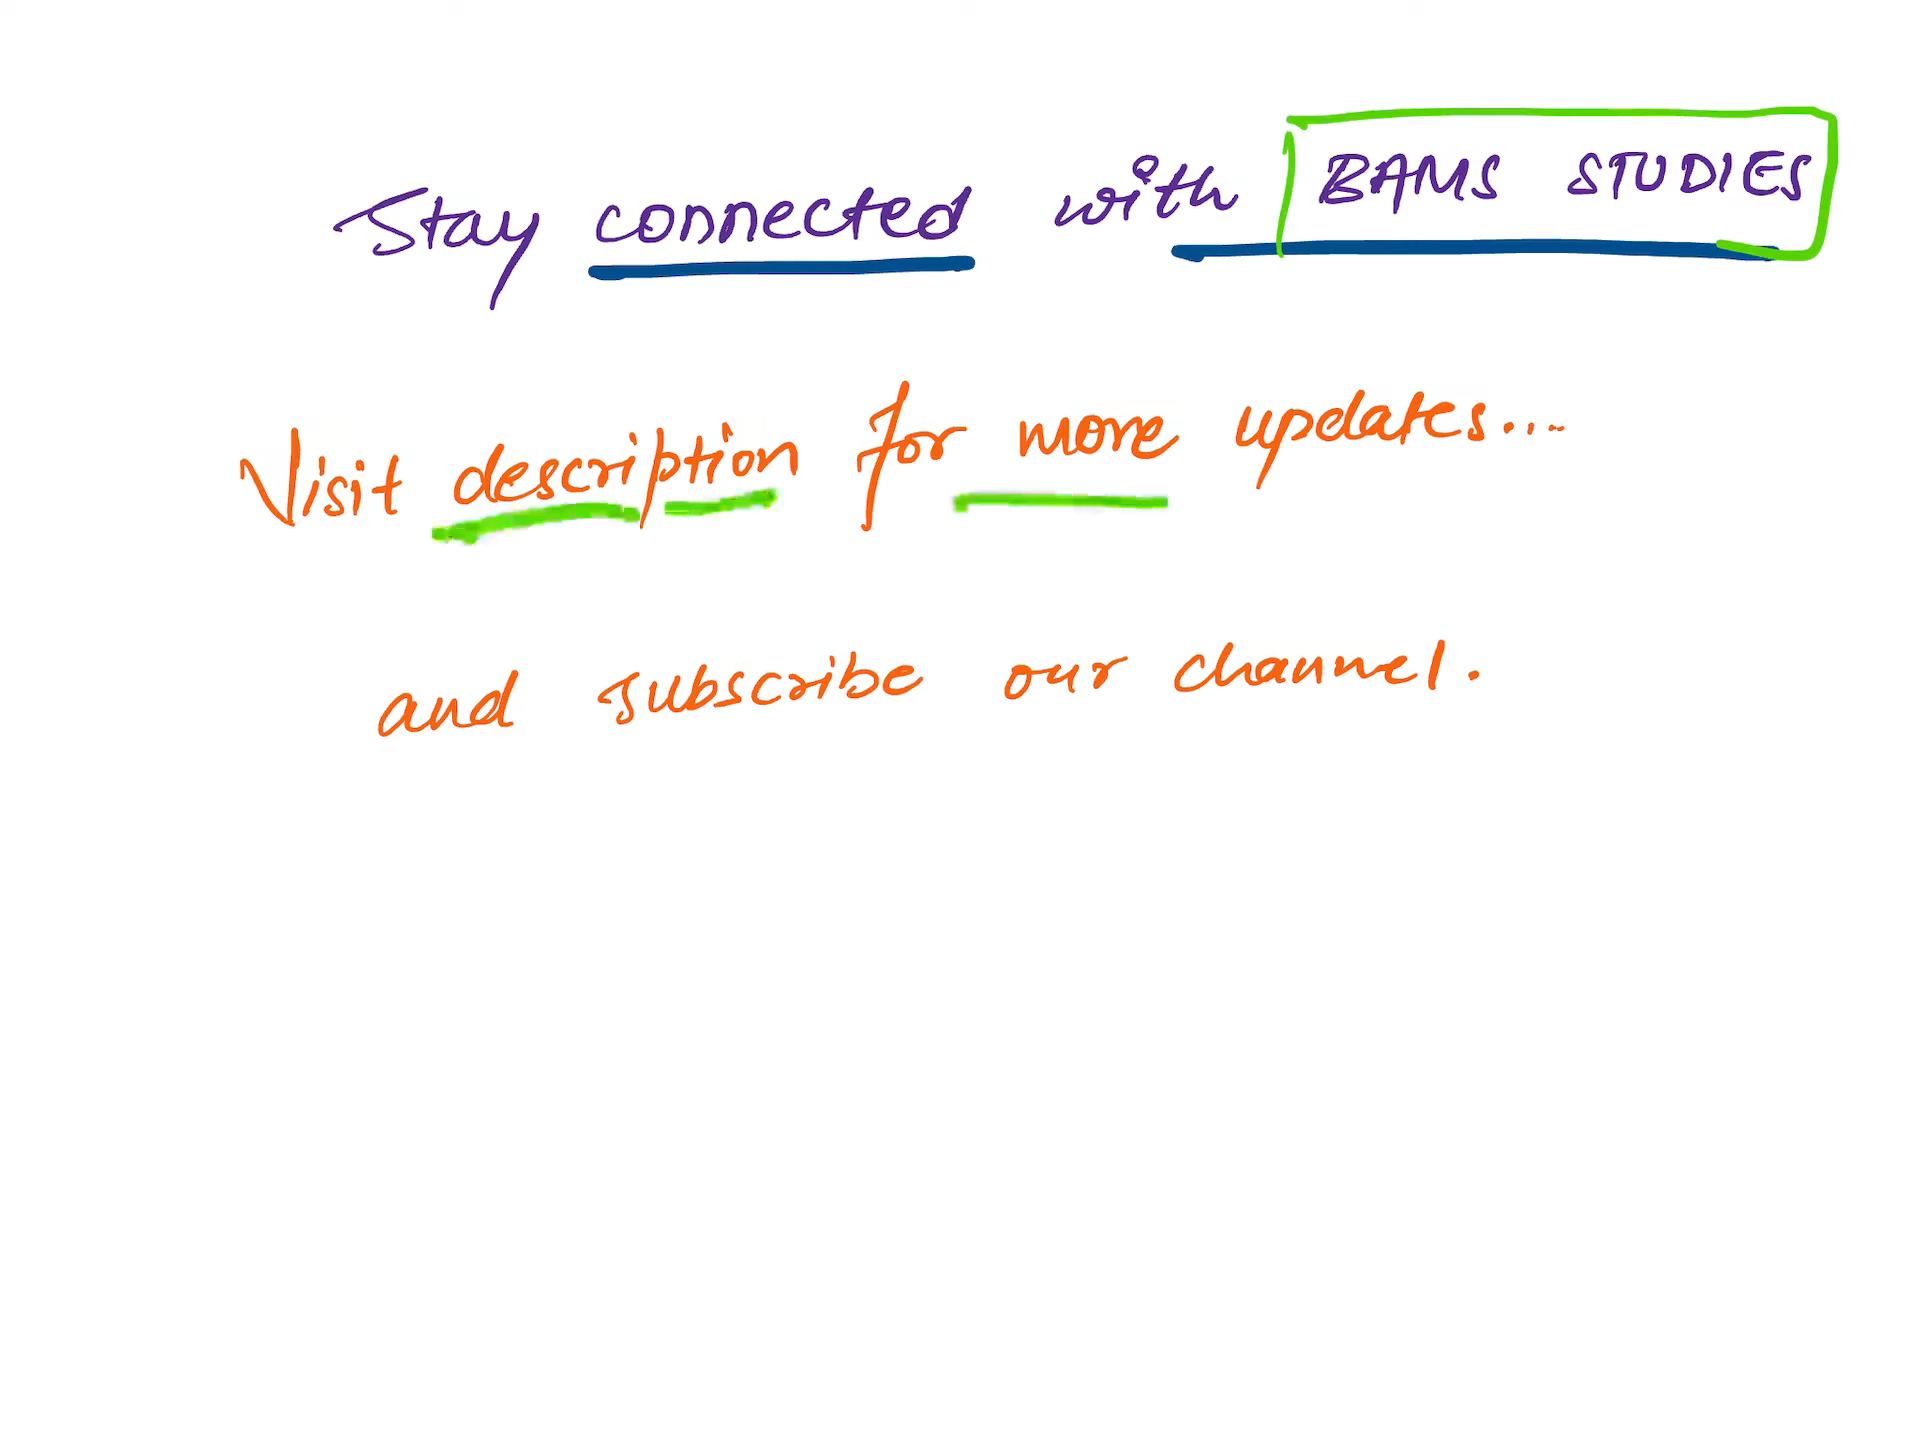 Stay connected with BAMS STUDIES
Visit description for more updates....
and subscribe our channel.